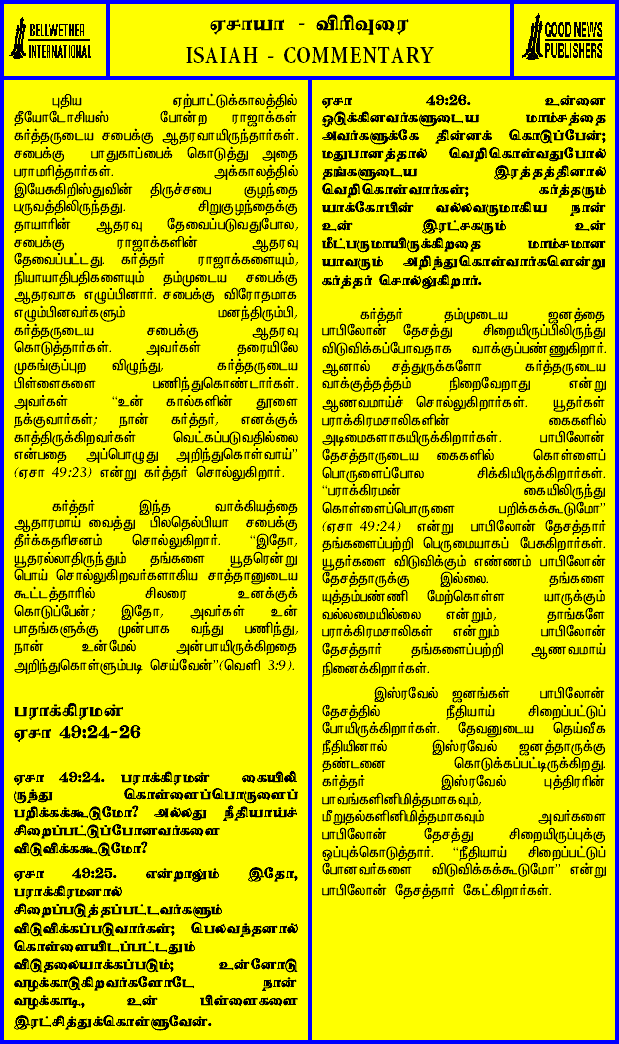 BELLWETHER
INTERNATIONAL
ஏசாயா - விரிவுரை
ISAIAH - COMMENTARY
GOOD NEWS
PUBLISHERS
புதிய ஏற்பாட்டுக்காலத்தில்
தீயோடோசியஸ் போன்ற ராஜாக்கள்
கர்த்தருடைய சபைக்கு ஆதரவாயிருந்தார்கள்.
சபைக்கு பாதுகாப்பைக் கொடுத்து அதை
பராமரித்தார்கள். அக்காலத்தில்
இயேசுகிறிஸ்துவின் திருச்சபை குழந்தை
பருவத்திலிருந்தது. சிறுகுழந்தைக்கு
தாயாரின் ஆதரவு தேவைப்படுவதுபோல,
சபைக்கு ராஜாக்களின் ஆதரவு
தேவைப்பட்டது. கர்த்தர் ராஜாக்களையும்,
நியாயாதிபதிகளையும் தம்முடைய சபைக்கு
ஆதரவாக எழுப்பினார். சபைக்கு விரோதமாக
எழும்பினவர்களும் மனந்திரும்பி,
கர்த்தருடைய சபைக்கு ஆதரவு
கொடுத்தார்கள். அவர்கள் தரையிலே
முகங்குப்புற விழுந்து, கர்த்தருடைய
பிள்ளைகளை பணிந்துகொண்டார்கள்.
அவர்கள் “உன் கால்களின் தூளை
நக்குவார்கள்; நான் கர்த்தர், எனக்குக்
காத்திருக்கிறவர்கள் வெட்கப்படுவதில்லை
என்பதை அப்பொழுது அறிந்துகொள்வாய்”
(ஏசா 49:23) என்று கர்த்தர் சொல்லுகிறார்.
கர்த்தர் இந்த வாக்கியத்தை
ஆதாரமாய் வைத்து பிலதெல்பியா சபைக்கு
தீர்க்கதரிசனம் சொல்லுகிறார். “இதோ,
யூதரல்லாதிருந்தும் தங்களை யூதரென்று
பொய் சொல்லுகிறவர்களாகிய சாத்தானுடைய
கூட்டத்தாரில் சிலரை உனக்குக்
கொடுப்பேன்; இதோ, அவர்கள் உன்
பாதங்களுக்கு முன்பாக வந்து பணிந்து,
நான் உன்மேல் அன்பாயிருக்கிறதை
அறிந்துகொள்ளும்படி செய்வேன்”(வெளி 3:9).
பராக்கிரமன்
ஏசா 49:24-26
ஏசா 49:24. பராக்கிரமன் கையிலி
ருந்து கொள்ளைப்பொருளைப்
பறிக்கக்கூடுமோ? அல்லது நீதியாய்ச்
சிறைப்பட்டுப்போனவர்களை
விடுவிக்ககூடுமோ?
ஏசா 49:25. என்றாலும் இதோ,
பராக்கிரமனால்
சிறைப்படுத்தப்பட்டவர்களும்
விடுவிக்கப்படுவார்கள்; பெலவந்தனால்
கொள்ளையிடப்பட்டதும்
விடுதலையாக்கப்படும்; உன்னோடு
வழக்காடுகிறவர்களோடே நான்
வழக்காடி, உன் பிள்ளைகளை
இரட்சித்துக்கொள்ளுவேன்.
ஏசா 49:26. உன்னை
ஒடுக்கினவர்களுடைய மாம்சத்தை
அவர்களுக்கே தின்னக் கொடுப்பேன்;
மதுபானத்தால் வெறிகொள்வதுபோல்
தங்களுடைய இரத்தத்தினால்
வெறிகொள்வார்கள்; கர்த்தரும்
யாக்கோபின் வல்லவருமாகிய நான்
உன் இரட்சகரும் உன்
மீட்பருமாயிருக்கிறதை மாம்சமான
யாவரும் அறிந்துகொள்வார்களென்று
கர்த்தர் சொல்லுகிறார்.
கர்த்தர் தம்முடைய ஜனத்தை
பாபிலோன் தேசத்து சிறையிருப்பிலிருந்து
விடுவிக்கப்போவதாக வாக்குப்பண்ணுகிறார்.
ஆனால் சத்துருக்களோ கர்த்தருடைய
வாக்குத்தத்தம் நிறைவேறாது என்று
ஆணவமாய்ச் சொல்லுகிறார்கள். யூதர்கள்
பராக்கிரமசாலிகளின் கைகளில்
அடிமைகளாகயிருக்கிறார்கள். பாபிலோன்
தேசத்தாருடைய கைகளில் கொள்ளைப்
பொருளைப்போல சிக்கியிருக்கிறார்கள்.
“பராக்கிரமன் கையிலிருந்து
கொள்ளைப்பொருளை பறிக்கக்கூடுமோ”
(ஏசா 49:24) என்று பாபிலோன் தேசத்தார்
தங்களைப்பற்றி பெருமையாகப் பேசுகிறார்கள்.
யூதர்களை விடுவிக்கும் எண்ணம் பாபிலோன்
தேசத்தாருக்கு இல்லை. தங்களை
யுத்தம்பண்ணி மேற்கொள்ள யாருக்கும்
வல்லமையில்லை என்றும், தாங்களே
பராக்கிரமசாலிகள் என்றும் பாபிலோன்
தேசத்தார் தங்களைப்பற்றி ஆணவமாய்
நினைக்கிறார்கள்.
இஸ்ரவேல் ஜனங்கள் பாபிலோன்
தேசத்தில் நீதியாய் சிறைப்பட்டுப்
போயிருக்கிறார்கள். தேவனுடைய தெய்வீக
நீதியினால் இஸ்ரவேல் ஜனத்தாருக்கு
தண்டனை கொடுக்கப்பட்டிருக்கிறது.
கர்த்தர் இஸ்ரவேல் புத்திரரின்
பாவங்களினிமித்தமாகவும்,
மீறுதல்களினிமித்தமாகவும் அவர்களை
பாபிலோன் தேசத்து சிறையிருப்புக்கு
ஒப்புக்கொடுத்தார். “நீதியாய் சிறைப்பட்டுப்
போனவர்களை விடுவிக்கக்கூடுமோ” என்று
பாபிலோன் தேசத்தார் கேட்கிறார்கள்.